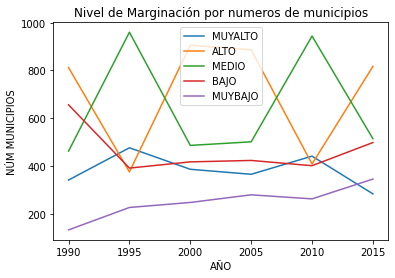 Nivel de Marginación por numeros de municipios
1000
800
600
400
200
NÚM MUNICIPIOS
MUYALTO
ALTO
MEDIO
BAJO
MUYBAJO
1990
1995
2000
2005
2010
2015
AÑO